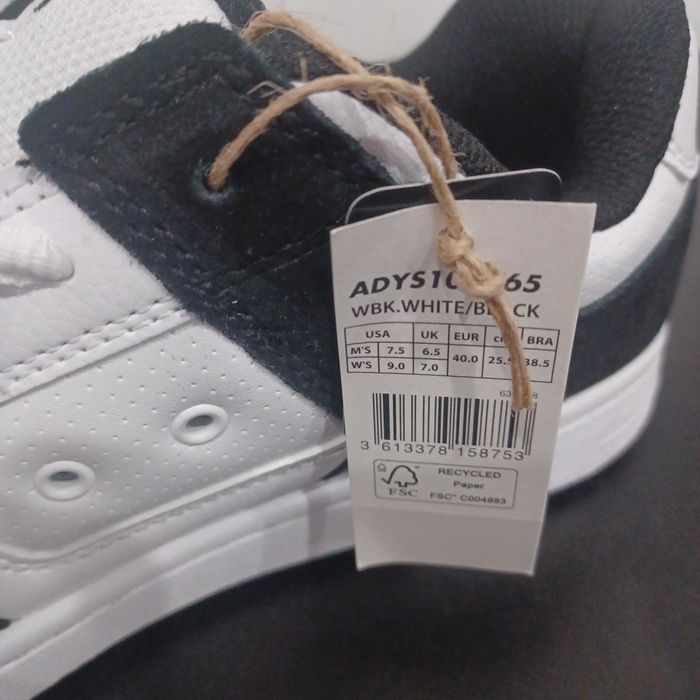 WBK.WHITE/
USA UK EUR BRA
M'S 7.5 6.5 40.0 38.5
W'S 9.0 7.0
3 613378 158753
RECYCLED
Paper
FSC
FSC® C004883